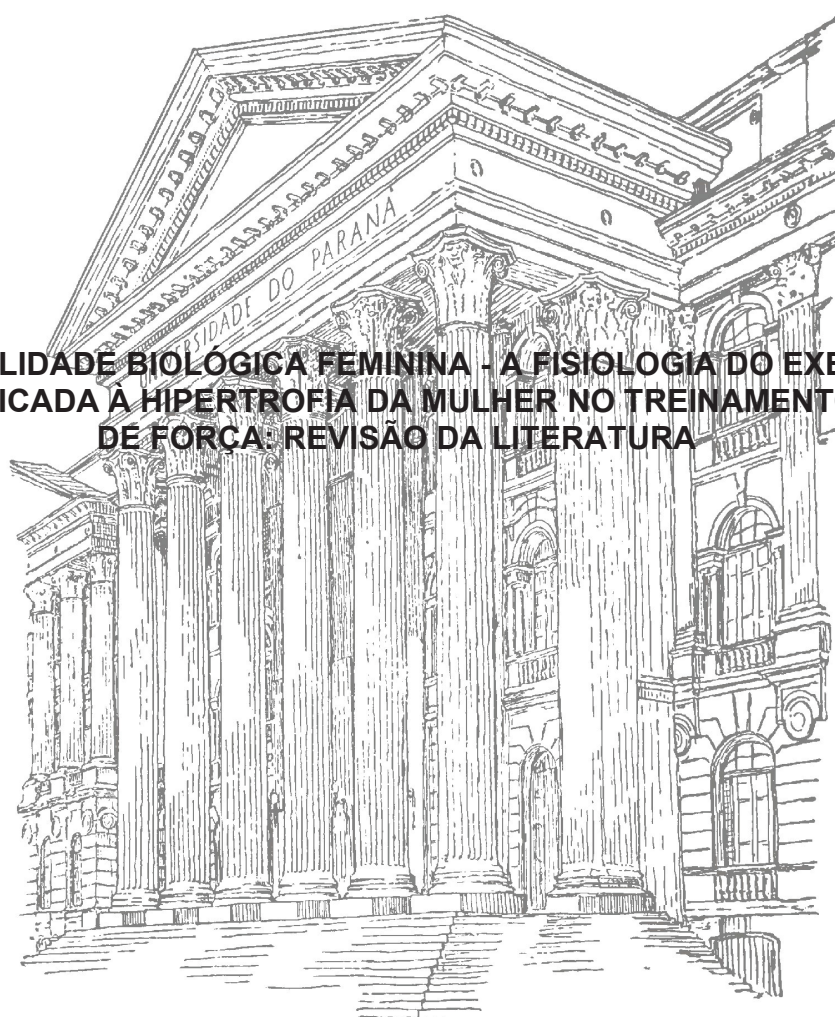 ERSIDADE DO PARANÁ
LIDADE BIOLÓGICA FEMININA - A FISIOLOGIA DO EXE
ICADA À HIPERTROFIA DA MULHER NO TREINAMENT
DE FORÇA: REVISÃO DA LITERATURA